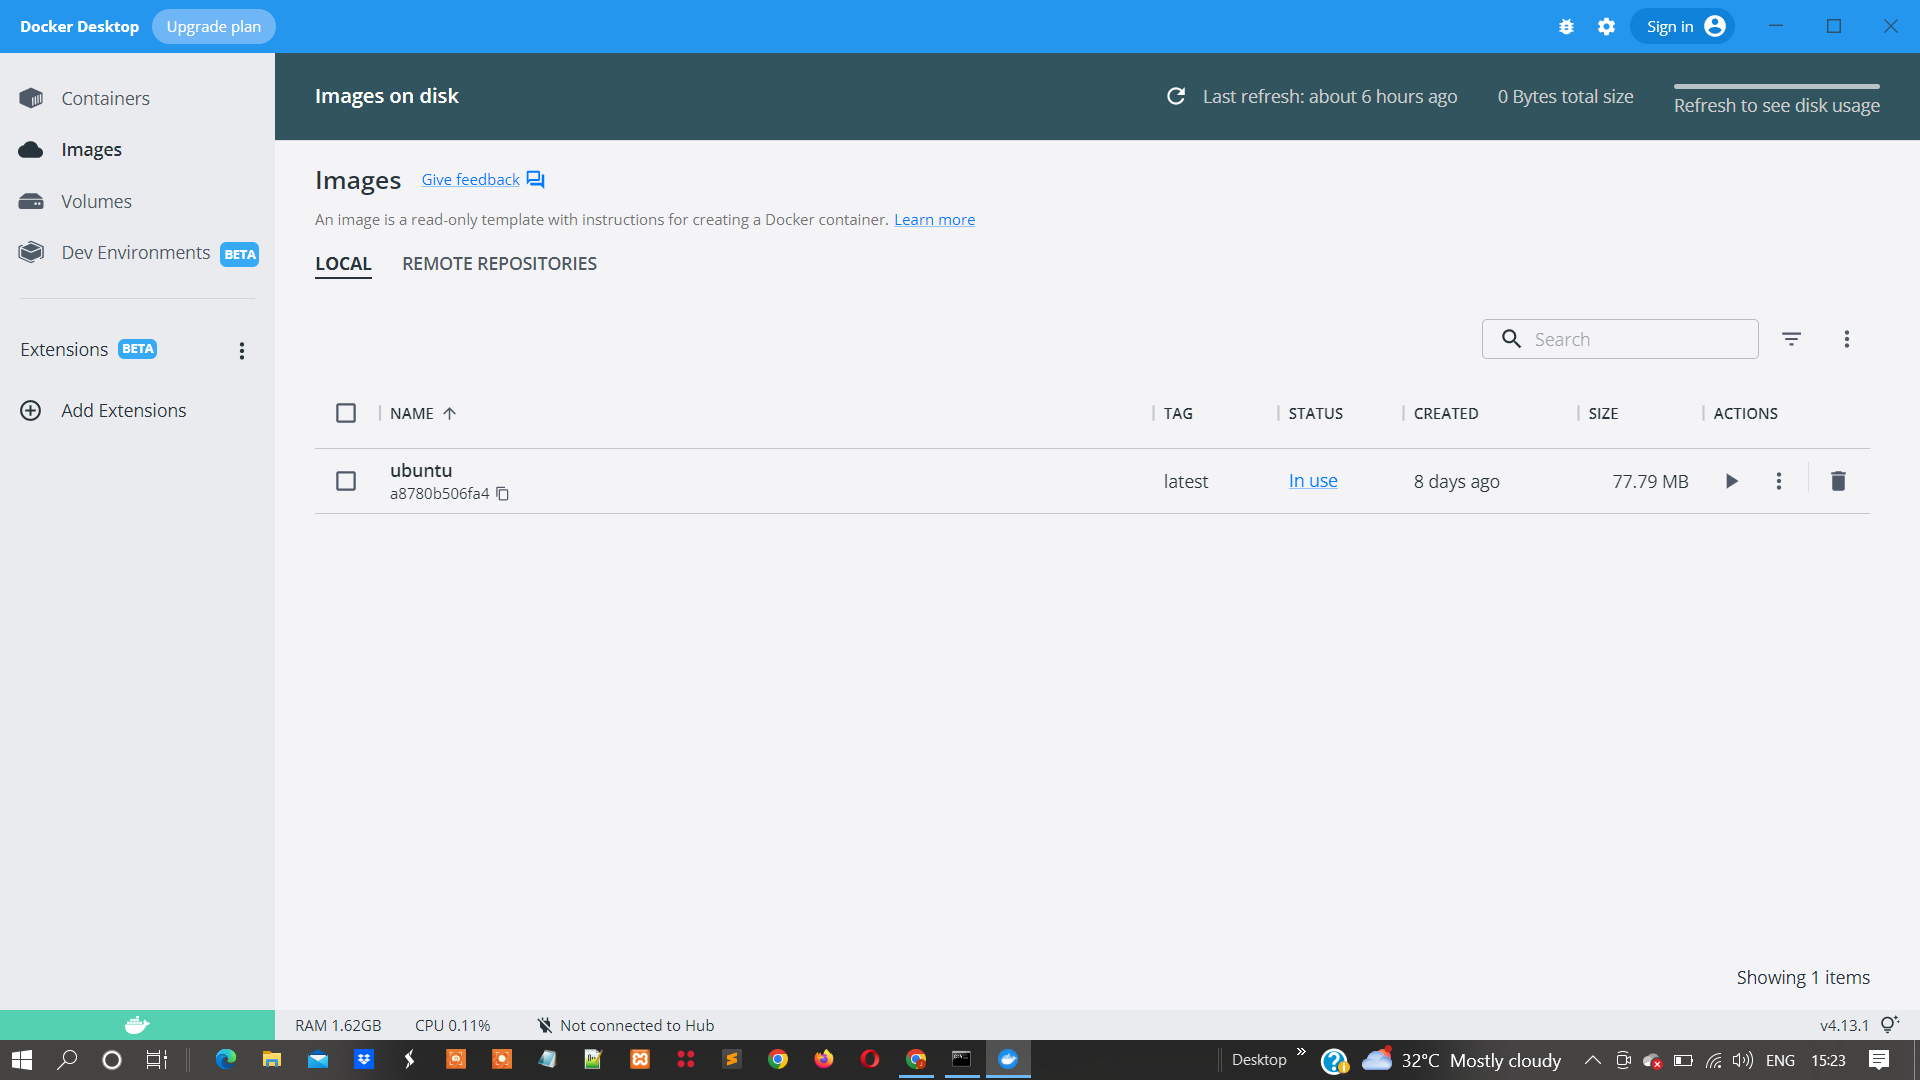 Docker Desktop Upgrade plan Sign in
Containers
Images
Volumes
Dev Environments BETA
Extensions BETA
Add Extensions
Images on disk Last refresh: about 6 hours ago 0 Bytes total size Refresh to see disk usage
Images Give feedback
An image is a read-only template with instructions for creating a Docker container. Learn more
LOCAL REMOTE REPOSITORIES
Search
NAME TAG STATUS CREATED SIZE ACTIONS
ubuntu latest In use 8 days ago 77.79 MB
a8780b506fa4
Showing 1 items
RAM 1.62GB CPU 0.11% Not connected to Hub v4.13.1
Desktop 32°C Mostly cloudy ENG 15:23